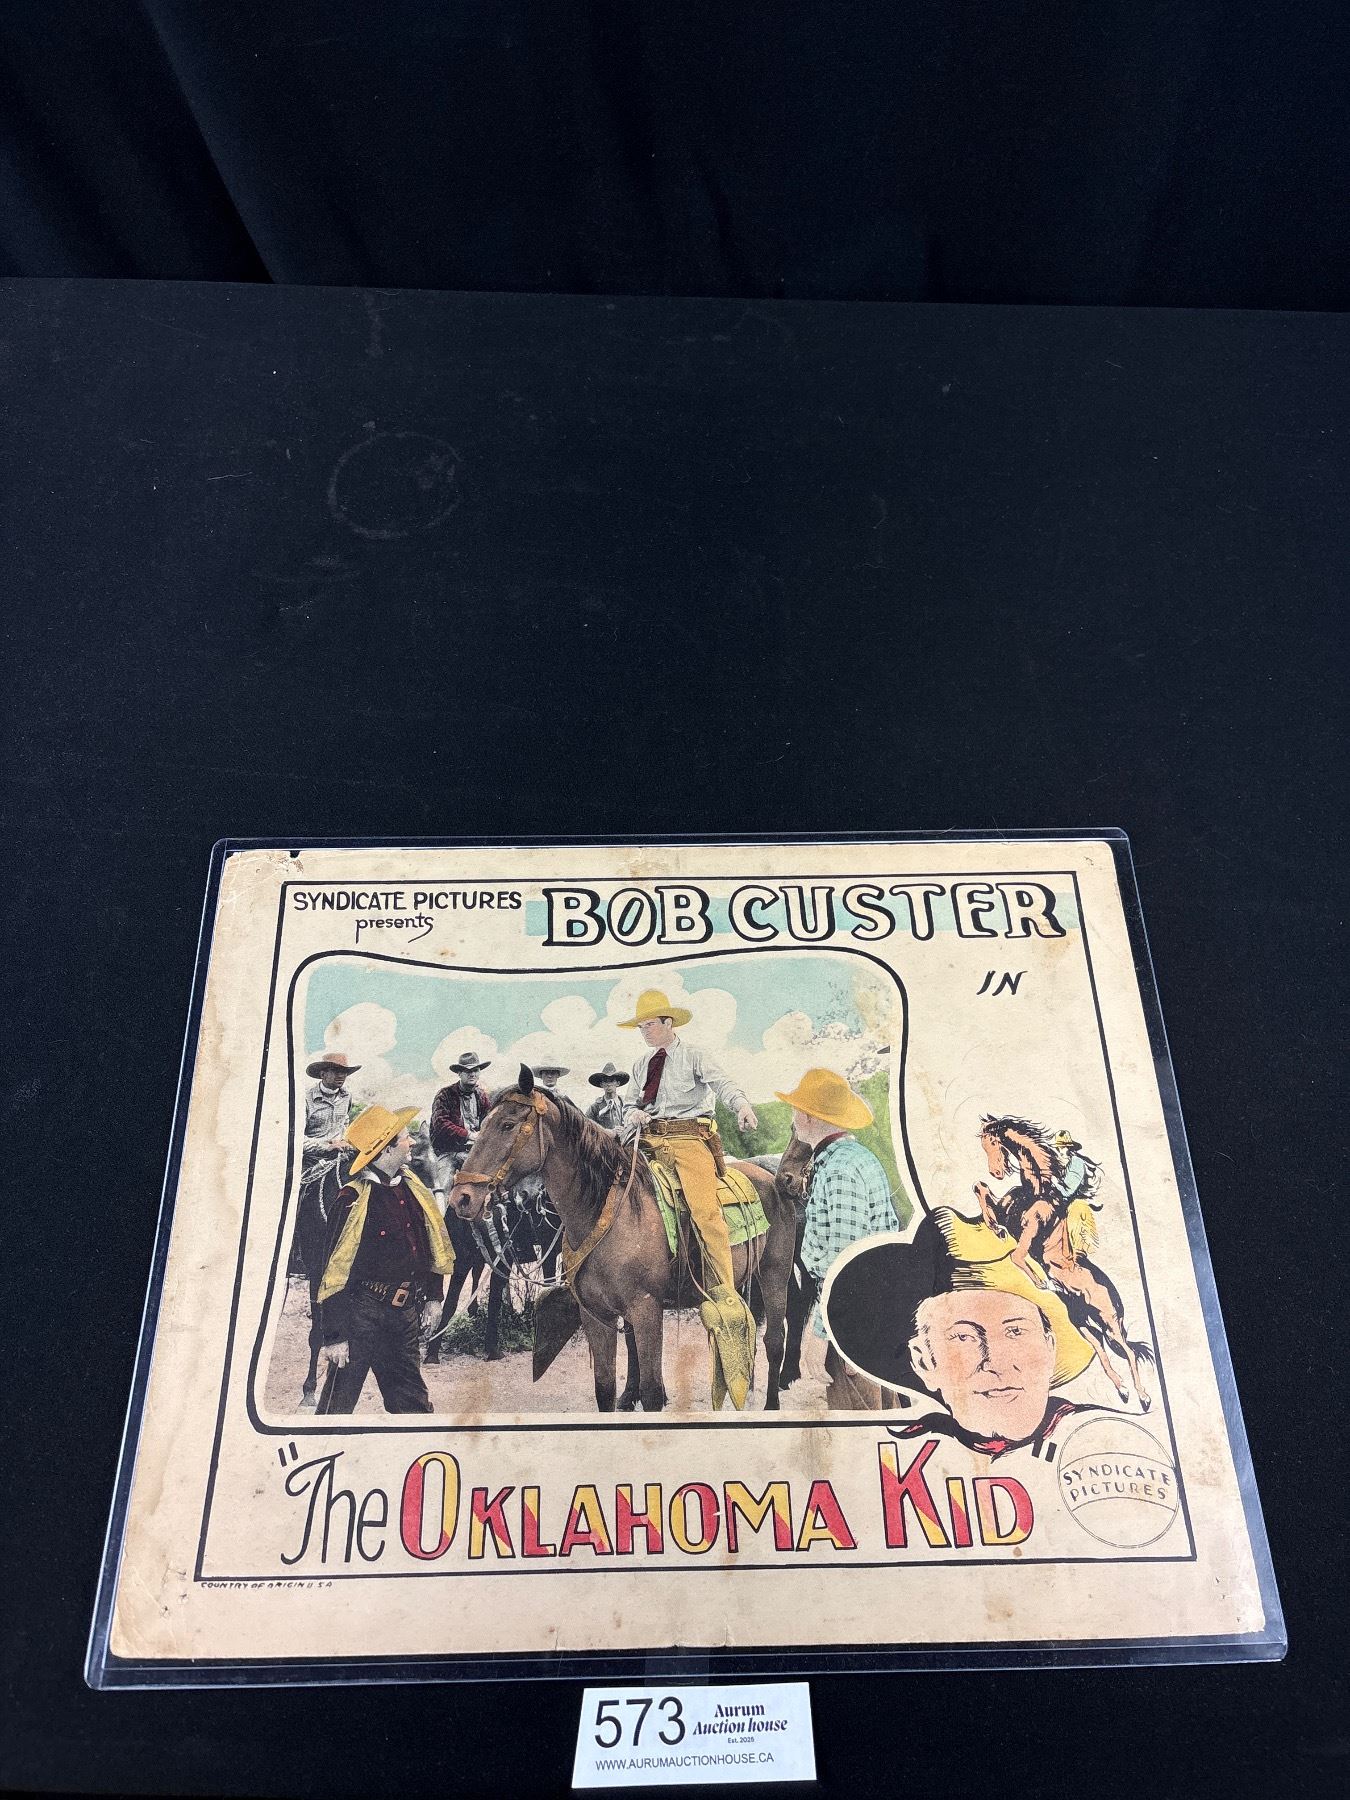 SYNDICATE PICTURES
presents
BOB CUSTER
IN
"The OKLAHOMA KID"
SYNDICATE
PICTURES
COUNTRY OF ORIGIN U S A
573
Aurum
Auction house
Est. 2025
WWW.AURUMAUCTIONHOUSE.CA